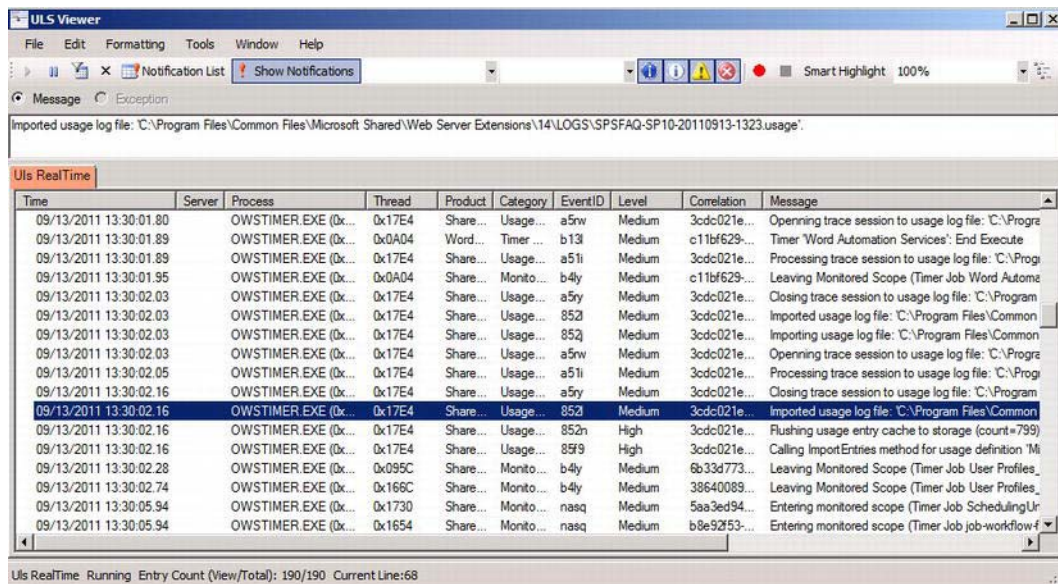 ULS Viewer
File Edit Formatting Tools Window Help
Notification List Show Notifications Smart Highlight 100%
Message Exception
Imported usage log file: 'C:\Program Files\Common Files\Microsoft Shared\Web Server Extensions\14\LOGS\SPSFAQ-SP10-20110913-1323.usage'.
Uls RealTime
Time Server Process Thread Product Category EventID Level Correlation Message
09/13/2011 13:30:01.80 OWSTIMER.EXE (0x... 0x17E4 Share... Usage... a5rw Medium 3cdc021e... Openning trace session to usage log file: 'C:\Progra
09/13/2011 13:30:01.89 OWSTIMER.EXE (0x... 0x0A04 Word... Timer ... b13l Medium c11bf629-... Timer 'Word Automation Services': End Execute
09/13/2011 13:30:01.89 OWSTIMER.EXE (0x... 0x17E4 Share... Usage... a51i Medium 3cdc021e... Processing trace session to usage log file: 'C:\Progr
09/13/2011 13:30:01.95 OWSTIMER.EXE (0x... 0x0A04 Share... Monito... b4ly Medium c11bf629-... Leaving Monitored Scope (Timer Job Word Automa
09/13/2011 13:30:02.03 OWSTIMER.EXE (0x... 0x17E4 Share... Usage... a5ry Medium 3cdc021e... Closing trace session to usage log file: 'C:\Program
09/13/2011 13:30:02.03 OWSTIMER.EXE (0x... 0x17E4 Share... Usage... 852l Medium 3cdc021e... Imported usage log file: 'C:\Program Files\Common
09/13/2011 13:30:02.03 OWSTIMER.EXE (0x... 0x17E4 Share... Usage... 852j Medium 3cdc021e... Importing usage log file: 'C:\Program Files\Common
09/13/2011 13:30:02.03 OWSTIMER.EXE (0x... 0x17E4 Share... Usage... a5rw Medium 3cdc021e... Openning trace session to usage log file: 'C:\Progra
09/13/2011 13:30:02.05 OWSTIMER.EXE (0x... 0x17E4 Share... Usage... a51i Medium 3cdc021e... Processing trace session to usage log file: 'C:\Progr
09/13/2011 13:30:02.16 OWSTIMER.EXE (0x... 0x17E4 Share... Usage... a5ry Medium 3cdc021e... Closing trace session to usage log file: 'C:\Program
09/13/2011 13:30:02.16 OWSTIMER.EXE (0x... 0x17E4 Share... Usage... 852l Medium 3cdc021e... Imported usage log file: 'C:\Program Files\Common
09/13/2011 13:30:02.16 OWSTIMER.EXE (0x... 0x17E4 Share... Usage... 852n High 3cdc021e... Flushing usage entry cache to storage (count=799)
09/13/2011 13:30:02.16 OWSTIMER.EXE (0x... 0x17E4 Share... Usage... 85f9 High 3cdc021e... Calling ImportEntries method for usage definition 'Mi
09/13/2011 13:30:02.28 OWSTIMER.EXE (0x... 0x095C Share... Monito... b4ly Medium 6b33d773... Leaving Monitored Scope (Timer Job User Profiles_
09/13/2011 13:30:02.74 OWSTIMER.EXE (0x... 0x166C Share... Monito... b4ly Medium 38640089... Leaving Monitored Scope (Timer Job User Profiles_
09/13/2011 13:30:05.94 OWSTIMER.EXE (0x... 0x1730 Share... Monito... nasq Medium 5aa3ed94... Entering monitored scope (Timer Job SchedulingUn
09/13/2011 13:30:05.94 OWSTIMER.EXE (0x... 0x1654 Share... Monito... nasq Medium b8e92f53-... Entering monitored scope (Timer Job job-workflow-f
Uls RealTime Running Entry Count (View/Total): 190/190 Current Line:68